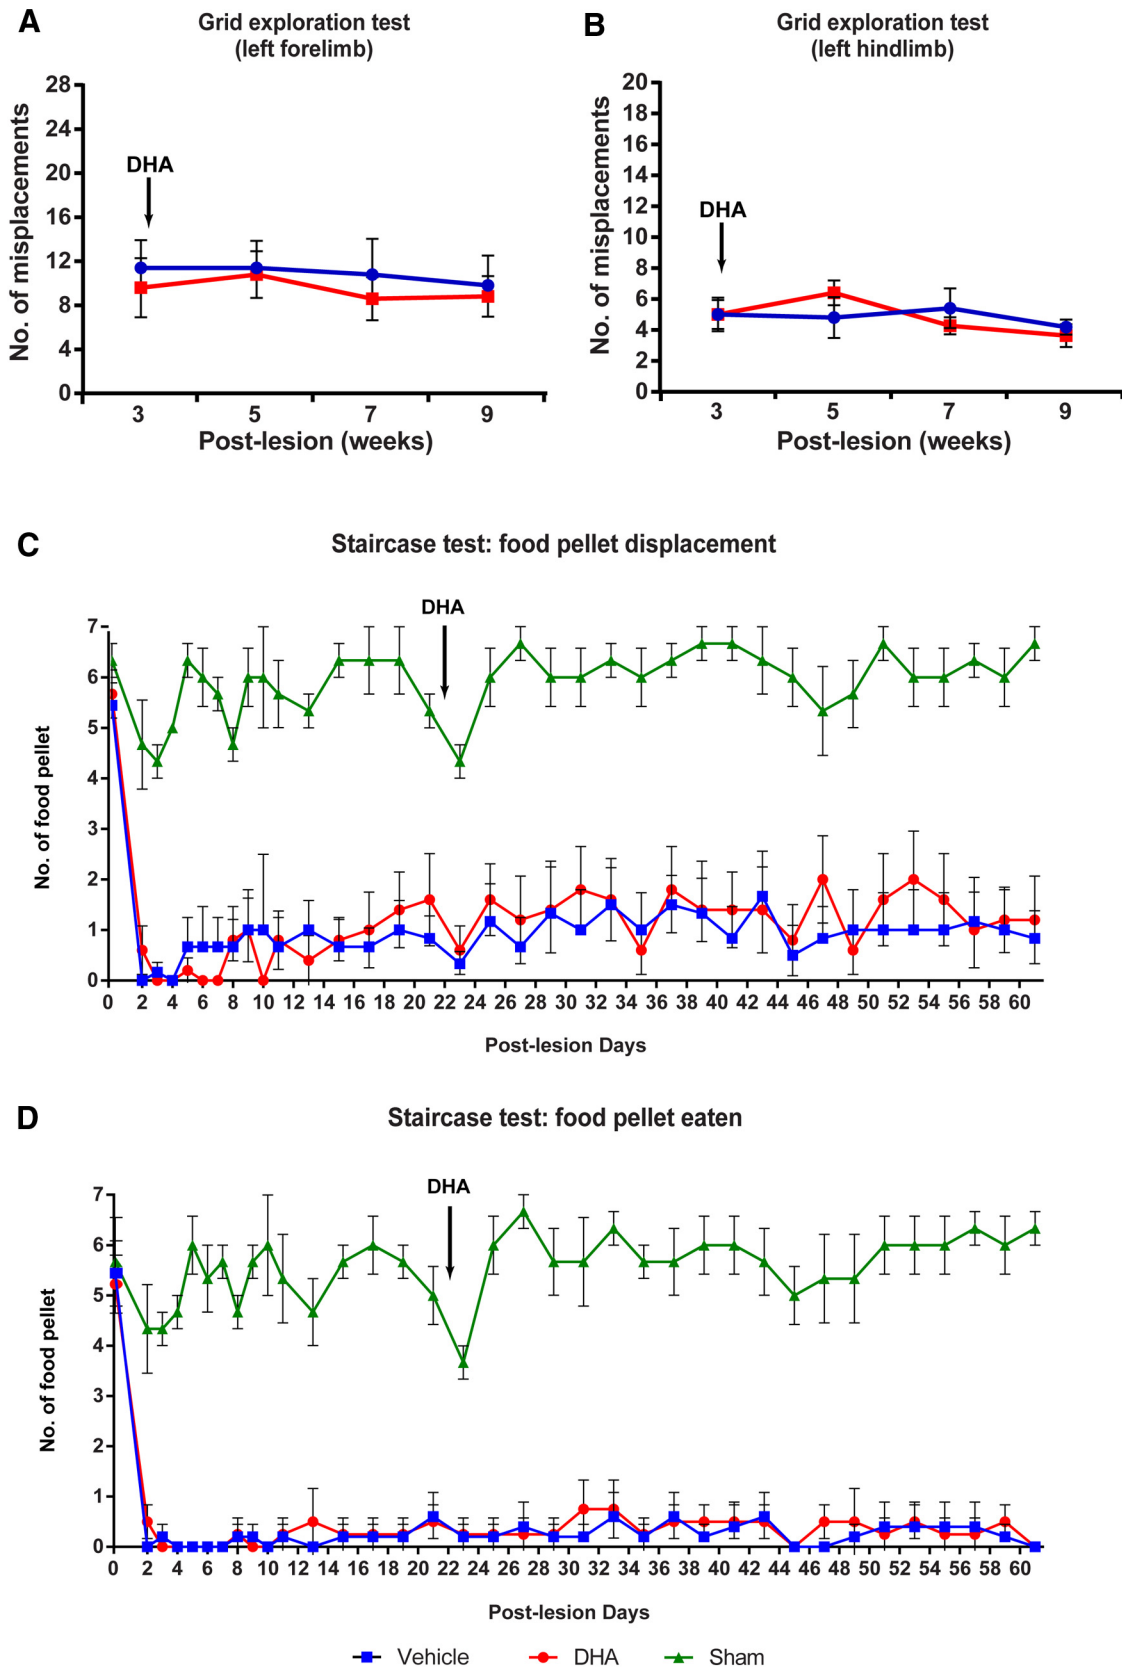 A
Grid exploration test
(left forelimb)
No. of misplacements
28
24
20
16
12
8
4
0
DHA
3 5 7 9
Post-lesion (weeks)
B
Grid exploration test
(left hindlimb)
No. of misplacements
20
18
16
14
12
10
8
6
4
2
0
DHA
3 5 7 9
Post-lesion (weeks)
C
Staircase test: food pellet displacement
No. of food pellet
7
6
5
4
3
2
1
0
DHA
0 2 4 6 8 10 12 14 16 18 20 22 24 26 28 30 32 34 36 38 40 42 44 46 48 50 52 54 56 58 60
Post-lesion Days
D
Staircase test: food pellet eaten
No. of food pellet
7
6
5
4
3
2
1
0
DHA
0 2 4 6 8 10 12 14 16 18 20 22 24 26 28 30 32 34 36 38 40 42 44 46 48 50 52 54 56 58 60
Post-lesion Days
Vehicle DHA Sham